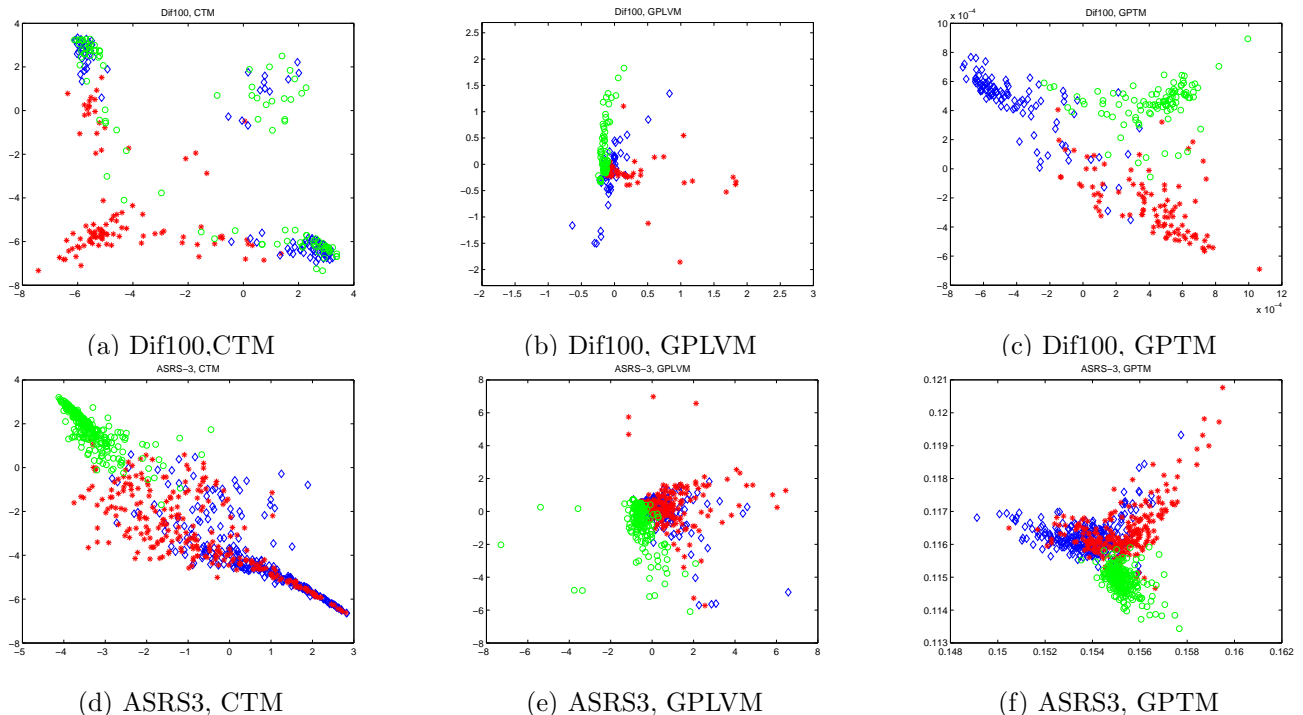 Dif100, CTM
4
2
0
−2
−4
−6
−8
−8 −6 −4 −2 0 2 4
(a) Dif100,CTM
Dif100, GPLVM
2.5
2
1.5
1
0.5
0
−0.5
−1
−1.5
−2
−2 −1.5 −1 −0.5 0 0.5 1 1.5 2 2.5 3
(b) Dif100, GPLVM
x 10⁻⁴
Dif100, GPTM
10
8
6
4
2
0
−2
−4
−6
−8
−8 −6 −4 −2 0 2 4 6 8 10 12
x 10⁻⁴
(c) Dif100, GPTM
ASRS−3, CTM
4
2
0
−2
−4
−6
−8
−5 −4 −3 −2 −1 0 1 2 3
(d) ASRS3, CTM
ASRS−3, GPLVM
8
6
4
2
0
−2
−4
−6
−8
−8 −6 −4 −2 0 2 4 6 8
(e) ASRS3, GPLVM
ASRS−3, GPTM
0.121
0.12
0.119
0.118
0.117
0.116
0.115
0.114
0.113
0.148 0.15 0.152 0.154 0.156 0.158 0.16 0.162
(f) ASRS3, GPTM